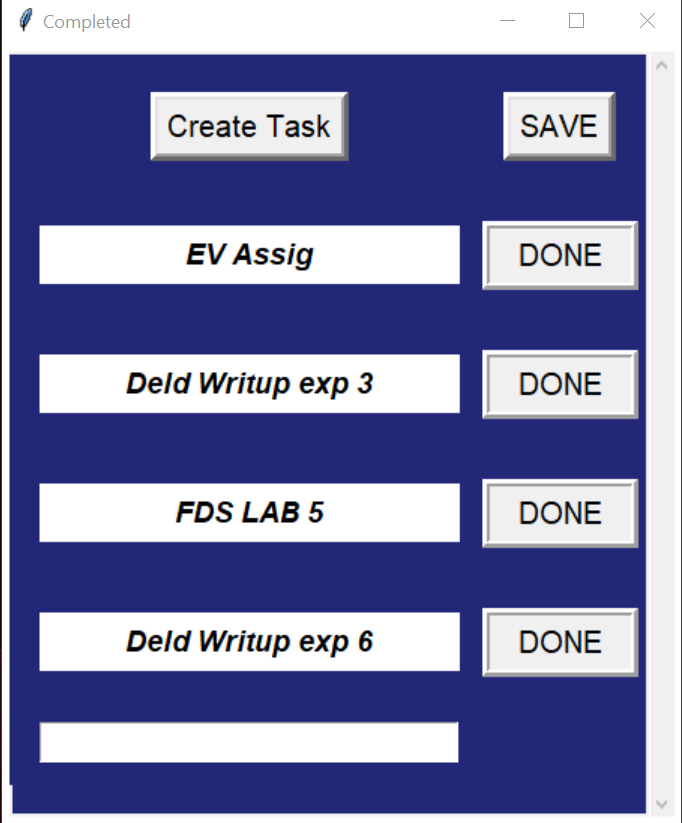 Completed
Create Task SAVE
EV Assig DONE
Deld Writup exp 3 DONE
FDS LAB 5 DONE
Deld Writup exp 6 DONE